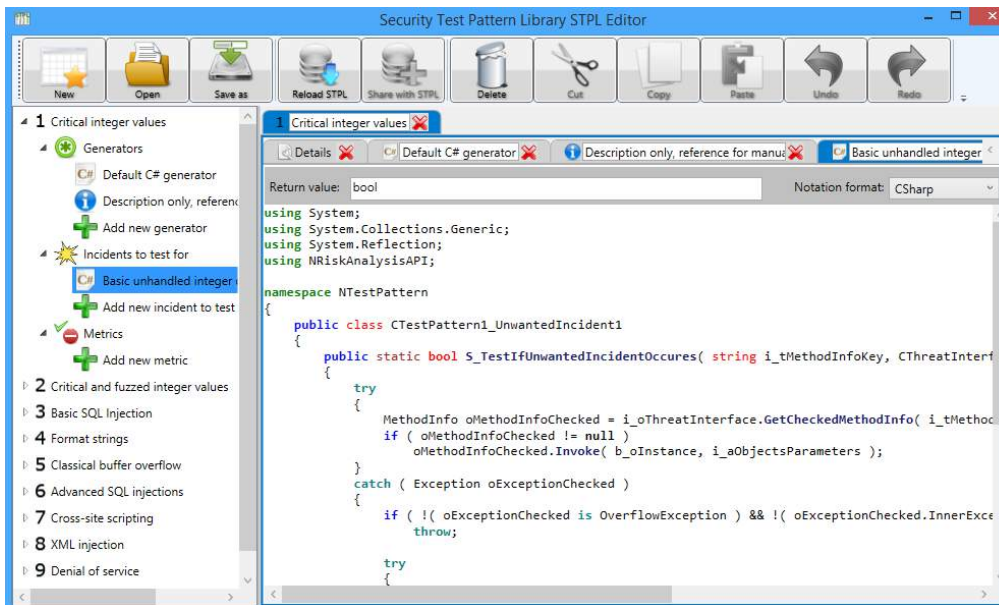 Security Test Pattern Library STPL Editor
New Open Save as Reload STPL Share with STPL Delete Cut Copy Paste Undo Redo
1 Critical integer values
Generators
C# Default C# generator
Description only, referenc
Add new generator
Incidents to test for
C# Basic unhandled integer
Add new incident to test
Metrics
Add new metric
2 Critical and fuzzed integer values
3 Basic SQL Injection
4 Format strings
5 Classical buffer overflow
6 Advanced SQL injections
7 Cross-site scripting
8 XML injection
9 Denial of service
1 Critical integer values
Details C# Default C# generator Description only, reference for manua C# Basic unhandled integer
Return value: bool Notation format: CSharp
using System;
using System.Collections.Generic;
using System.Reflection;
using NRiskAnalysisAPI;
namespace NTestPattern
{
public class CTestPattern1_UnwantedIncident1
{
public static bool S_TestIfUnwantedIncidentOccures( string i_tMethodInfoKey, CThreatInterf
{
try
{
MethodInfo oMethodInfoChecked = i_oThreatInterface.GetCheckedMethodInfo( i_tMethod
if ( oMethodInfoChecked != null )
oMethodInfoChecked.Invoke( b_oInstance, i_aObjectsParameters );
}
catch ( Exception oExceptionChecked )
{
if ( !( oExceptionChecked is OverflowException ) && !( oExceptionChecked.InnerExce
throw;
try
{